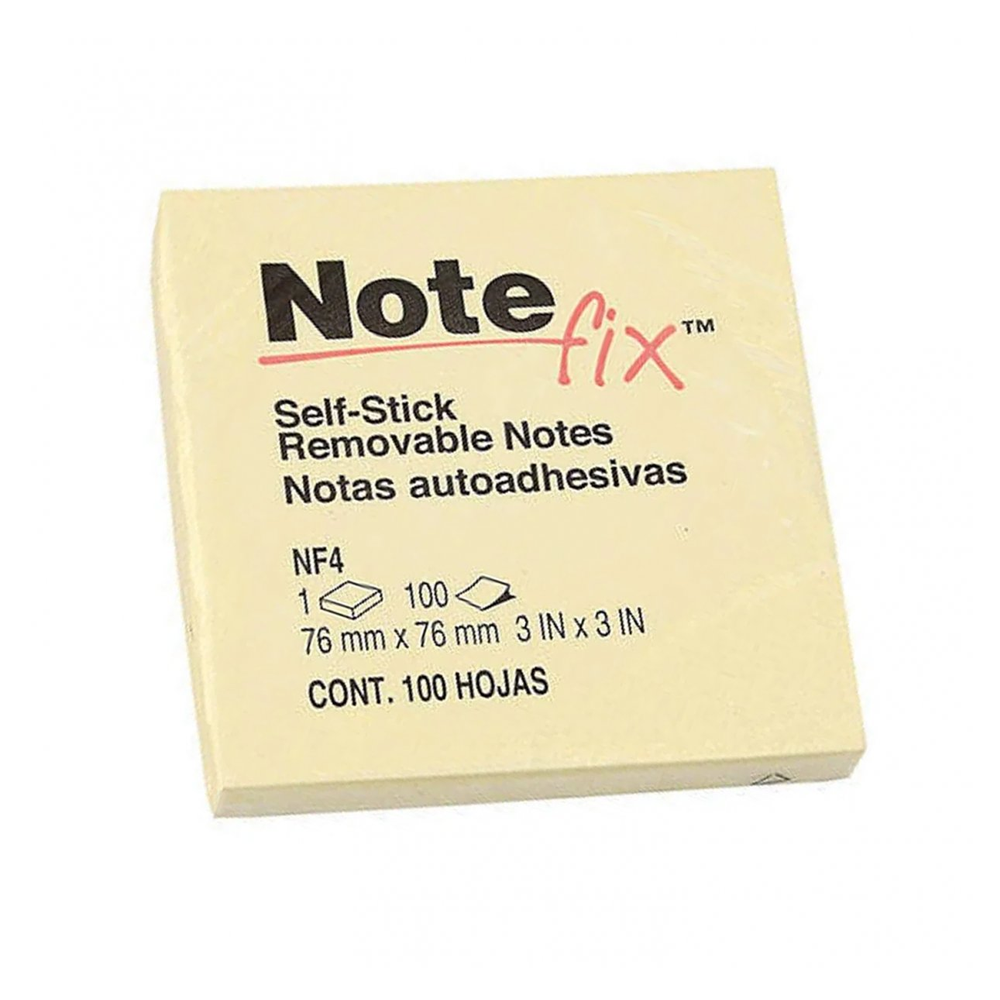 Note fix™
Self-Stick
Removable Notes
Notas autoadhesivas
NF4
1 100
76 mm x 76 mm 3 IN x 3 IN
CONT. 100 HOJAS